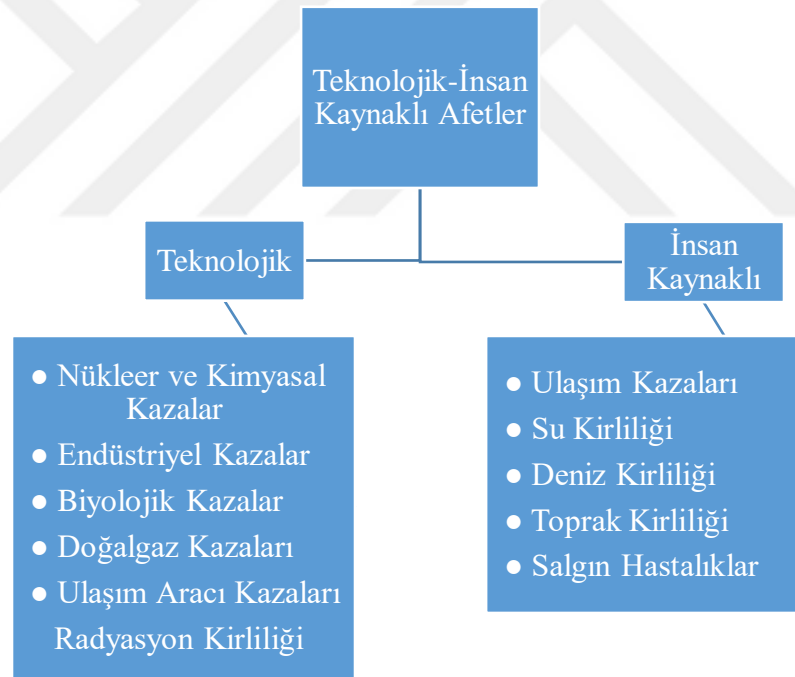 Teknolojik-İnsan
Kaynaklı Afetler
Teknolojik
İnsan
Kaynaklı
● Nükleer ve Kimyasal
Kazalar
● Endüstriyel Kazalar
● Biyolojik Kazalar
● Doğalgaz Kazaları
● Ulaşım Aracı Kazaları
Radyasyon Kirliliği
● Ulaşım Kazaları
● Su Kirliliği
● Deniz Kirliliği
● Toprak Kirliliği
● Salgın Hastalıklar